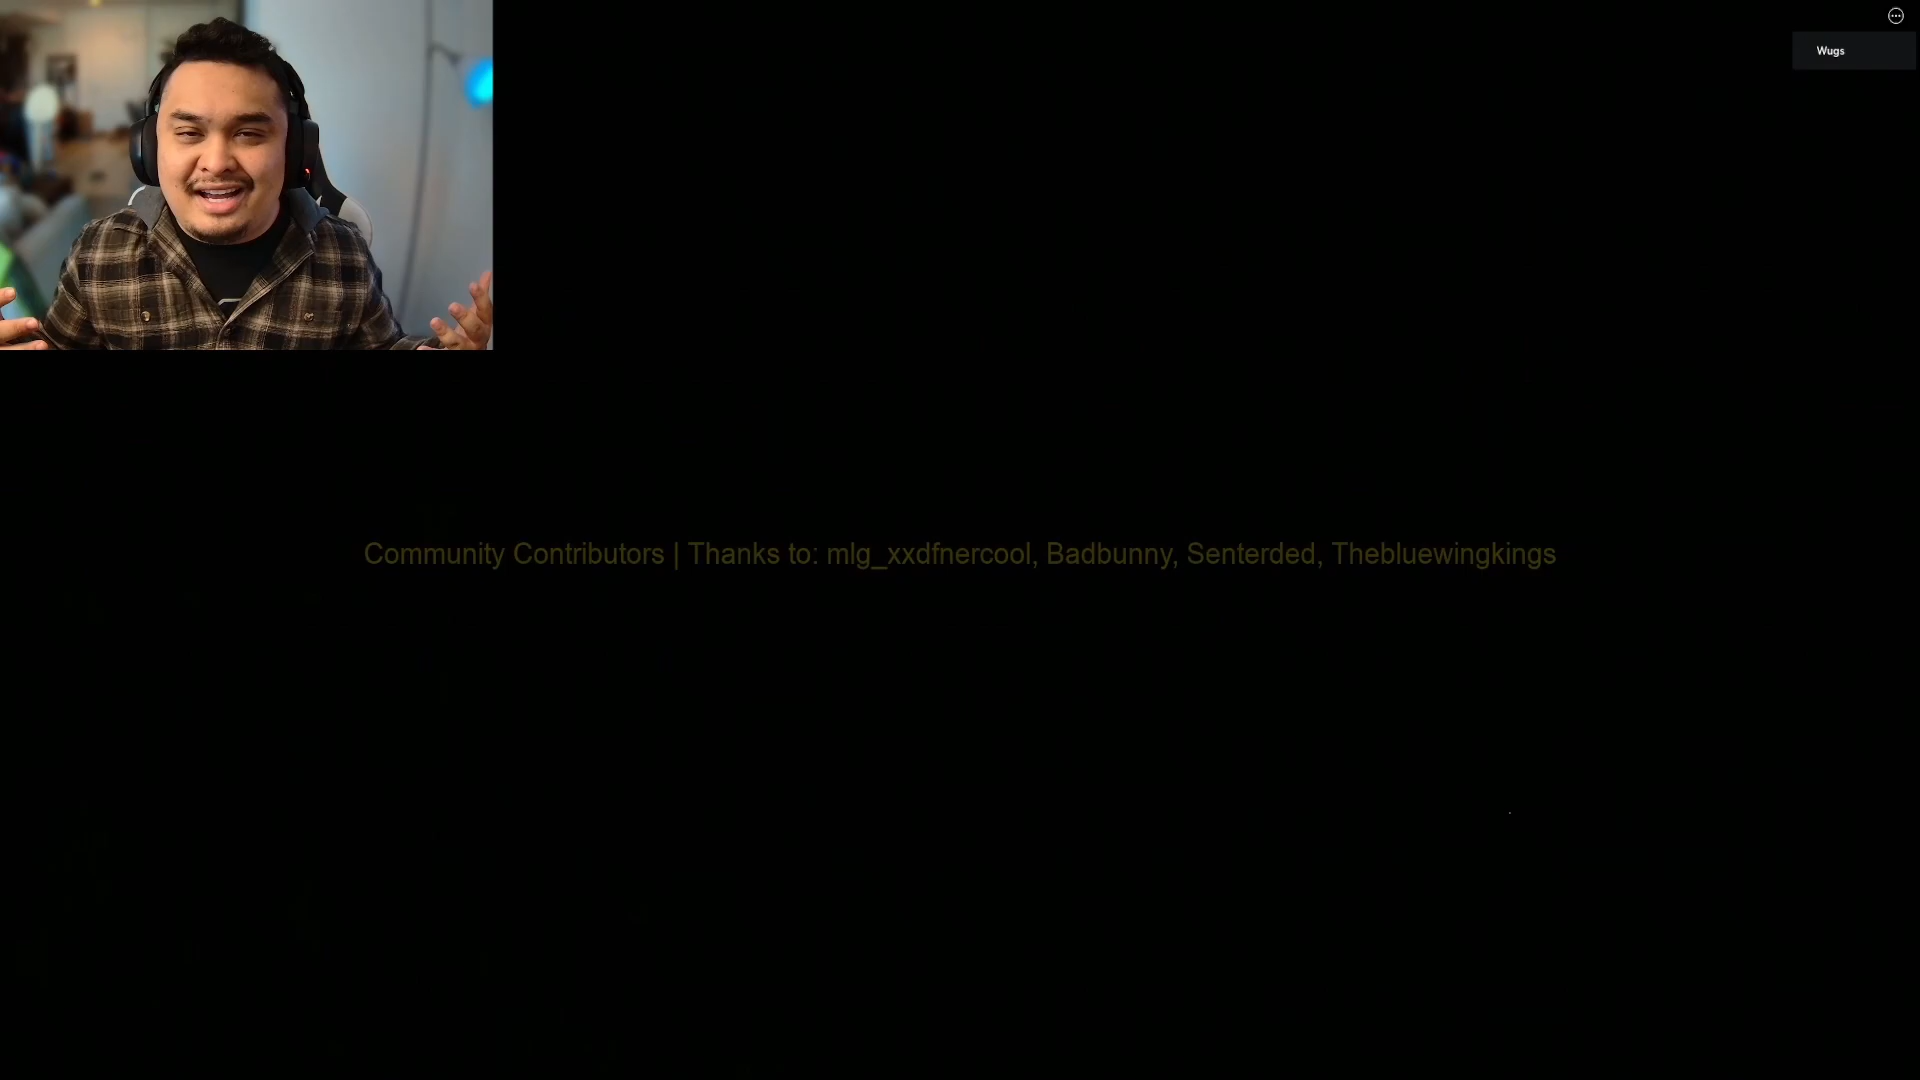 Wugs
Community Contributors | Thanks to: mlg_xxdfnercool, Badbunny, Senterded, Thebluewingkings